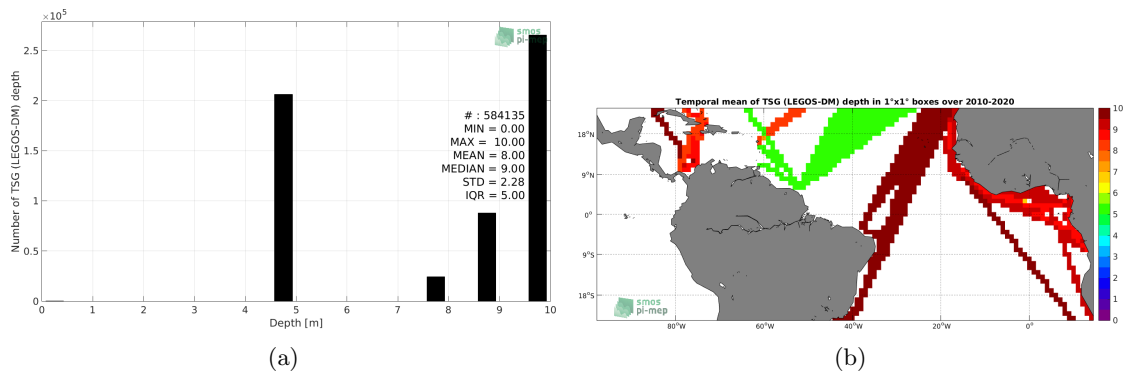 ×10⁵
smos
pi-mep
2.5
2
1.5
1
0.5
0
Number of TSG (LEGOS-DM) depth
# : 584135
MIN = 0.00
MAX = 10.00
MEAN = 8.00
MEDIAN = 9.00
STD = 2.28
IQR = 5.00
0 1 2 3 4 5 6 7 8 9 10
Depth [m]
(a)
Temporal mean of TSG (LEGOS-DM) depth in 1°x1° boxes over 2010-2020
18°N
9°N
0°
9°S
18°S
80°W 60°W 40°W 20°W 0°
smos
pi-mep
10
9
8
7
6
5
4
3
2
1
0
(b)